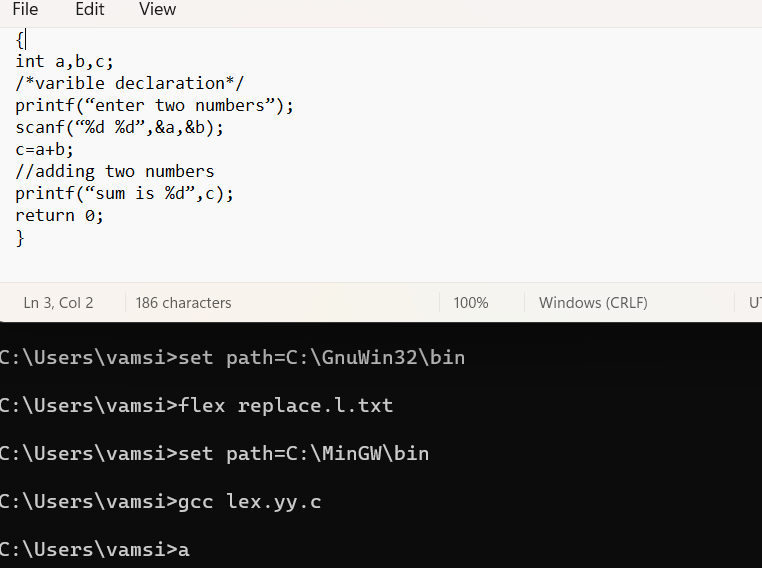 File Edit View
{
int a,b,c;
/*varible declaration*/
printf(“enter two numbers”);
scanf(“%d %d”,&a,&b);
c=a+b;
//adding two numbers
printf(“sum is %d”,c);
return 0;
}
Ln 3, Col 2 186 characters 100% Windows (CRLF) UT
C:\Users\vamsi>set path=C:\GnuWin32\bin
C:\Users\vamsi>flex replace.l.txt
C:\Users\vamsi>set path=C:\MinGW\bin
C:\Users\vamsi>gcc lex.yy.c
C:\Users\vamsi>a